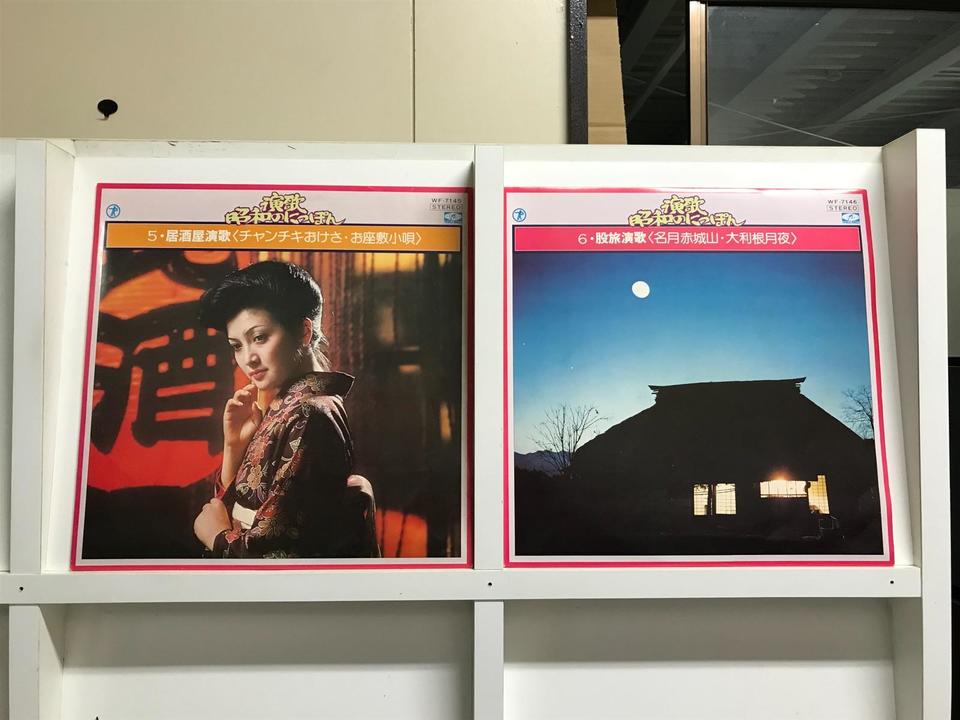 演歌
昭和のにっぽん
WF-7145
STEREO
5・居酒屋演歌〈チャンチキおけさ・お座敷小唄〉
酒
演歌
昭和のにっぽん
WF-7146
STEREO
6・股旅演歌〈名月赤城山・大利根月夜〉